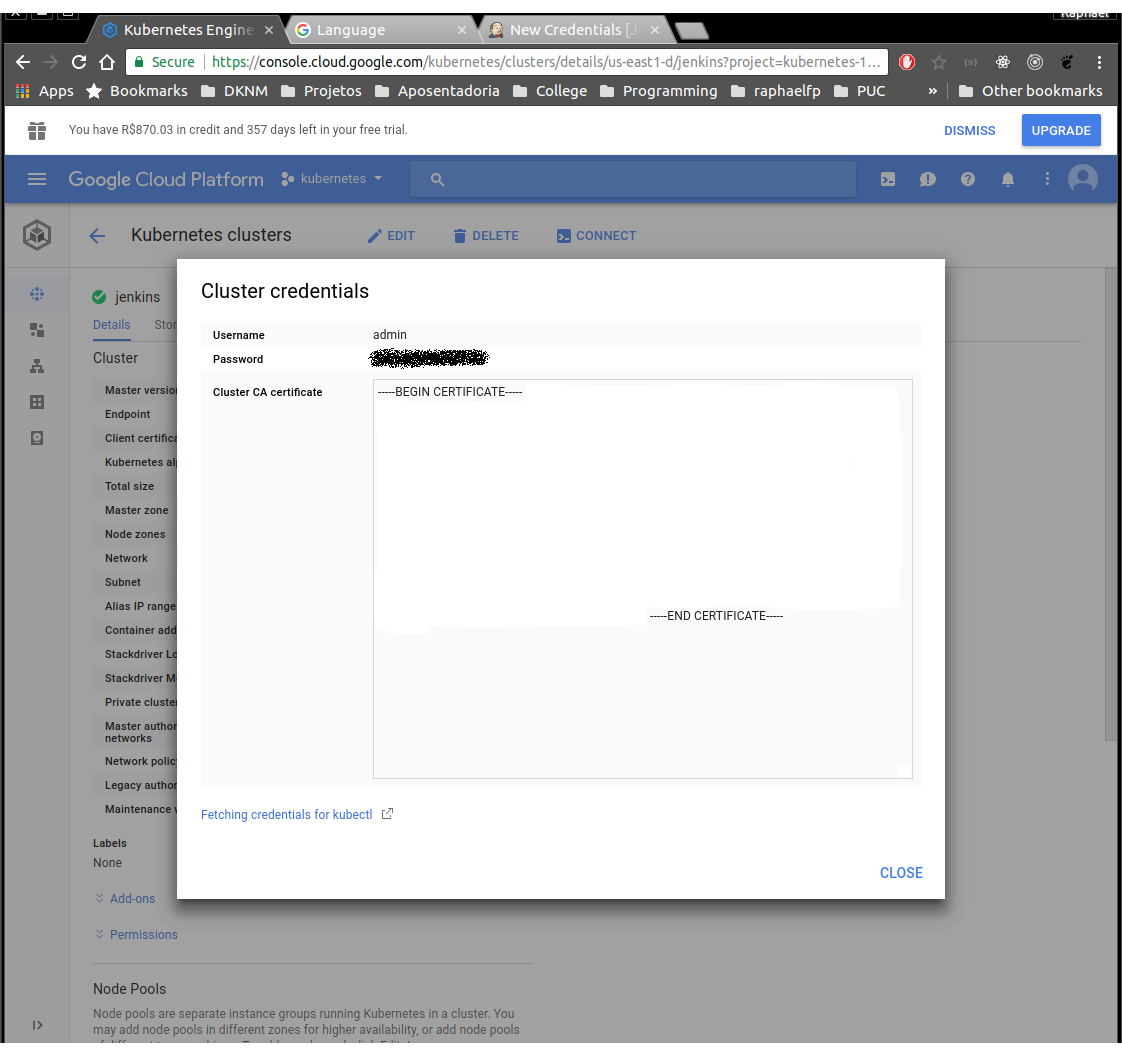 Raphael
Kubernetes Engine × Language × New Credentials [J ×
Secure https://console.cloud.google.com/kubernetes/clusters/details/us-east1-d/jenkins?project=kubernetes-1...
Apps Bookmarks DKNM Projetos Aposentadoria College Programming raphaelfp PUC » Other bookmarks
You have R$870.03 in credit and 357 days left in your free trial. DISMISS UPGRADE
Google Cloud Platform kubernetes
Kubernetes clusters EDIT DELETE CONNECT
jenkins
Details Stor
Cluster
Master versio
Endpoint
Client certifica
Kubernetes al
Total size
Master zone
Node zones
Network
Subnet
Alias IP range
Container add
Stackdriver Lo
Stackdriver M
Private cluste
Master author
networks
Network polic
Legacy author
Maintenance w
Labels
None
Add-ons
Permissions
Node Pools
Node pools are separate instance groups running Kubernetes in a cluster. You
may add node pools in different zones for higher availability, or add node pools
Cluster credentials
Username admin
Password
Cluster CA certificate
-----BEGIN CERTIFICATE-----
-----END CERTIFICATE-----
Fetching credentials for kubectl
CLOSE